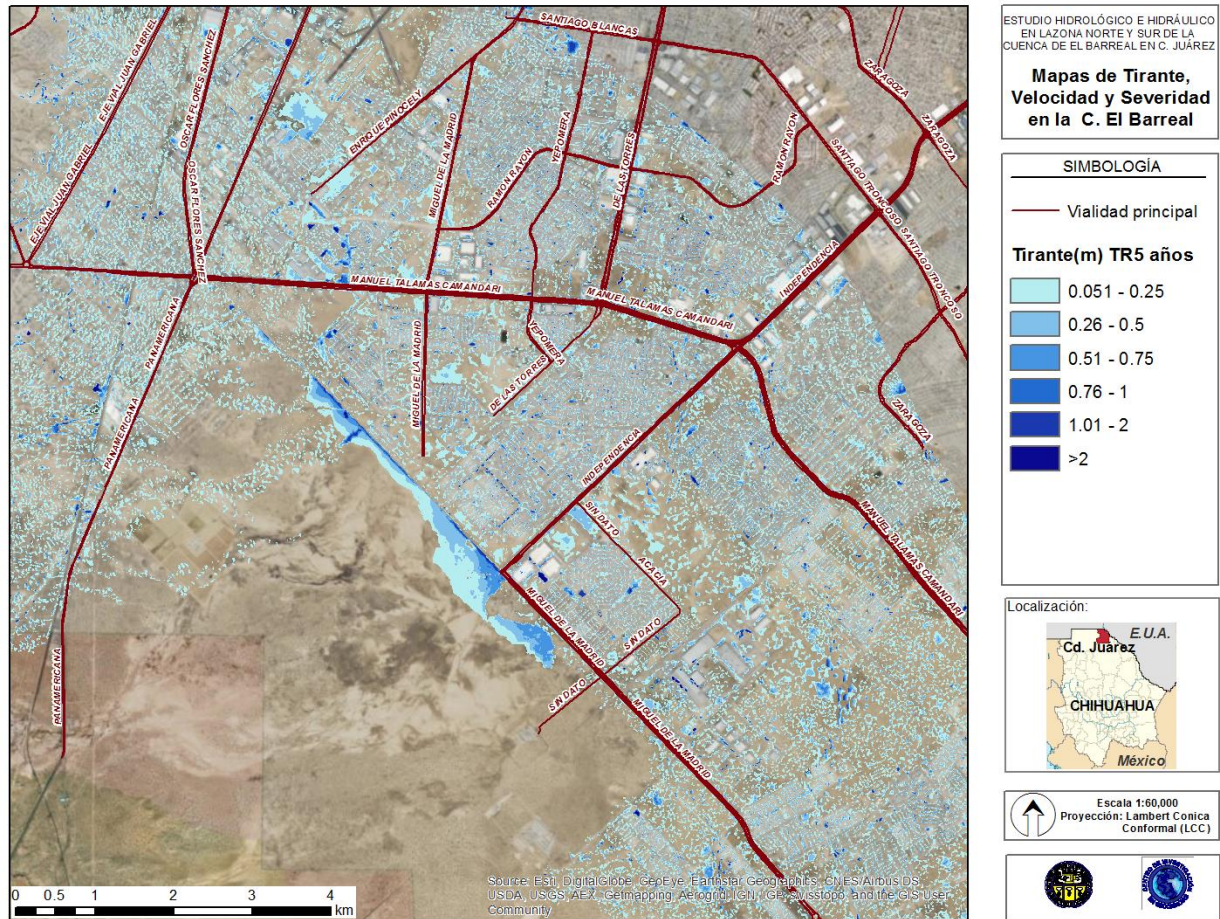 SANTIAGO BLANCAS
ZARAGOZA
EJE VIAL JUAN GABRIEL
OSCAR FLORES SANCHEZ
ENRIQUE PINOCELY
MIGUEL DE LA MADRID
RAMON RAYON
YEPOMERA
DE LAS TORRES
RAMON RAYON
SANTIAGO TRONCOSO
SANTIAGO TRONCOSO
ZARAGOZA
EJE VIAL JUAN GABRIEL
OSCAR FLORES SANCHEZ
MANUEL TALAMAS CAMANDARI
MANUEL TALAMAS CAMANDARI
INDEPENDENCIA
PANAMERICANA
MIGUEL DE LA MADRID
YEPOMERA
DE LAS TORRES
ZARAGOZA
PANAMERICANA
INDEPENDENCIA
SIN DATO
ACACIA
MANUEL TALAMAS CAMANDARI
MIGUEL DE LA MADRID
SIN DATO
SIN DATO
PANAMERICANA
MIGUEL DE LA MADRID
0 0.5 1 2 3 4
km
Source: Esri, DigitalGlobe, GeoEye, Earthstar Geographics, CNES/Airbus DS,
USDA, USGS, AEX, Getmapping, Aerogrid, IGN, IGP, swisstopo, and the GIS User
Community
ESTUDIO HIDROLÓGICO E HIDRÁULICO
EN LAZONA NORTE Y SUR DE LA
CUENCA DE EL BARREAL EN C. JUÁREZ
Mapas de Tirante,
Velocidad y Severidad
en la C. El Barreal
SIMBOLOGÍA
Vialidad principal
Tirante(m) TR5 años
0.051 - 0.25
0.26 - 0.5
0.51 - 0.75
0.76 - 1
1.01 - 2
>2
Localización:
E.U.A.
Cd. Juárez
CHIHUAHUA
México
Escala 1:60,000
Proyección: Lambert Conica
Conformal (LCC)